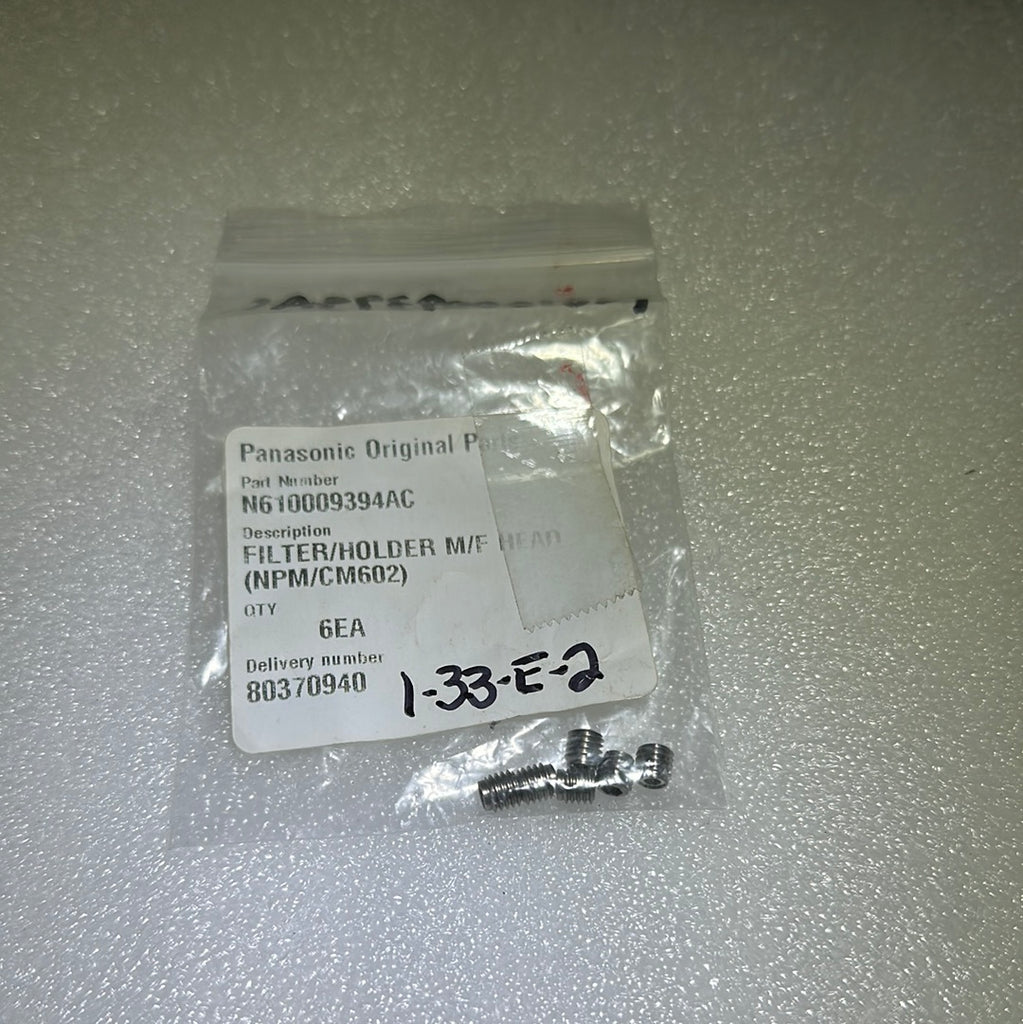 Panasonic Original Parts
Part Number
N610009394AC
Description
FILTER/HOLDER M/F HEAD
(NPM/CM602)
QTY
6EA
Delivery number
80370940
1-33-E-2